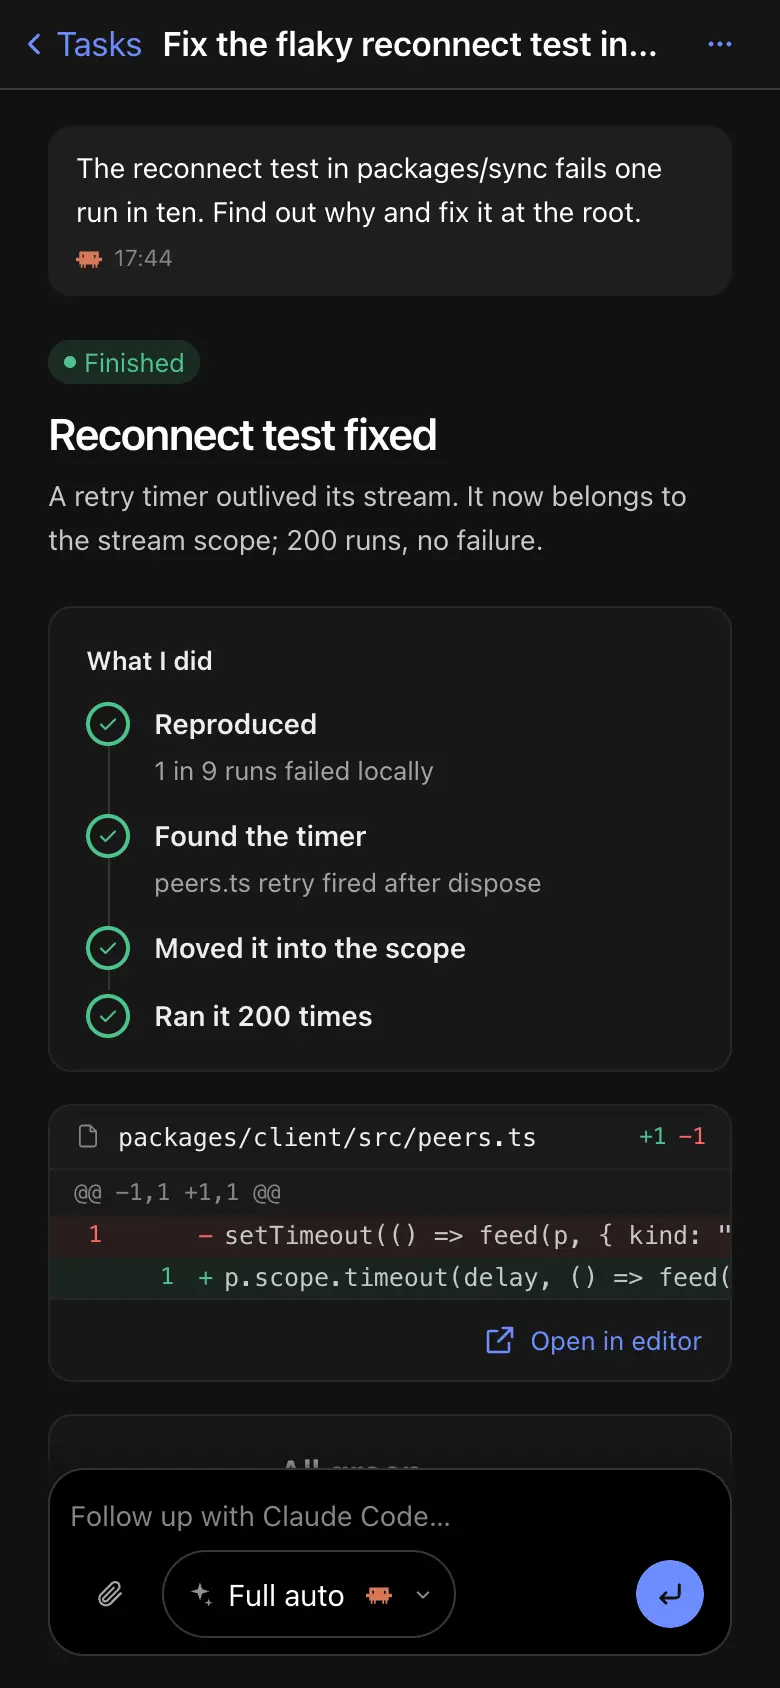 Tasks Fix the flaky reconnect test in...
The reconnect test in packages/sync fails one
run in ten. Find out why and fix it at the root.
17:44
Finished
Reconnect test fixed
A retry timer outlived its stream. It now belongs to
the stream scope; 200 runs, no failure.
What I did
Reproduced
1 in 9 runs failed locally
Found the timer
peers.ts retry fired after dispose
Moved it into the scope
Ran it 200 times
packages/client/src/peers.ts +1 −1
@@ −1,1 +1,1 @@
1 − setTimeout(() => feed(p, { kind: "
1 + p.scope.timeout(delay, () => feed(
Open in editor
Follow up with Claude Code...
Full auto